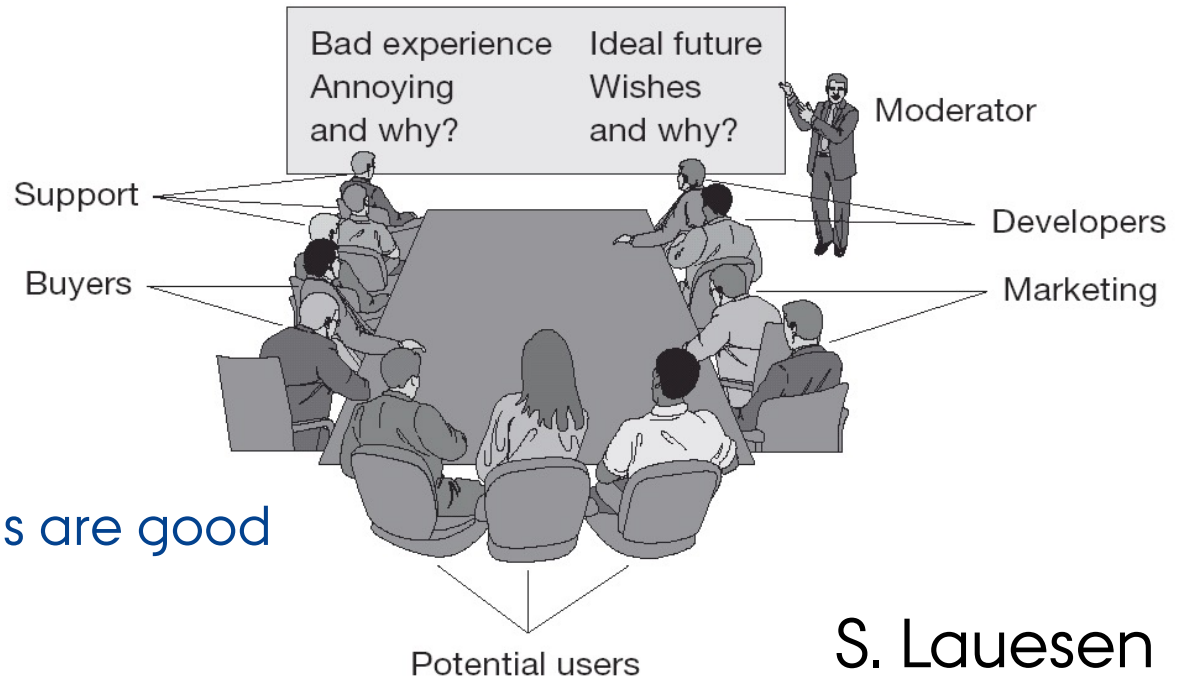 Bad experience
Annoying
and why?
Ideal future
Wishes
and why?
Moderator
Support
Developers
Buyers
Marketing
s are good
Potential users
S. Lauesen